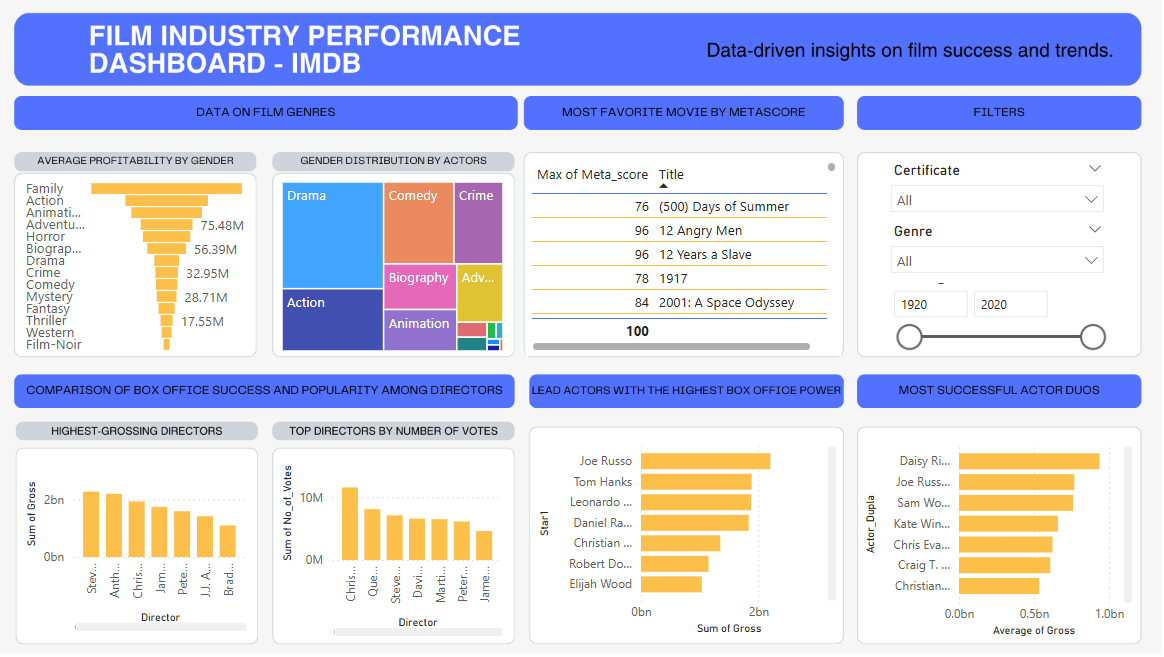 FILM INDUSTRY PERFORMANCE
DASHBOARD - IMDB
Data-driven insights on film success and trends.
DATA ON FILM GENRES
MOST FAVORITE MOVIE BY METASCORE
FILTERS
AVERAGE PROFITABILITY BY GENDER
Family
Action
Animati...
Adventu...
75.48M
Horror
Biograp...
56.39M
Drama
Crime
32.95M
Comedy
Mystery
28.71M
Fantasy
Thriller
17.55M
Western
Film-Noir
GENDER DISTRIBUTION BY ACTORS
Drama
Comedy
Crime
Biography
Adv...
Action
Animation
Max of Meta_score Title
76 (500) Days of Summer
96 12 Angry Men
96 12 Years a Slave
78 1917
84 2001: A Space Odyssey
100
Certificate
All
Genre
All
1920 2020
COMPARISON OF BOX OFFICE SUCCESS AND POPULARITY AMONG DIRECTORS
LEAD ACTORS WITH THE HIGHEST BOX OFFICE POWER
MOST SUCCESSFUL ACTOR DUOS
HIGHEST-GROSSING DIRECTORS
Sum of Gross
2bn
0bn
Stev...
Anth...
Chris...
Jam...
Pete...
J.J. A...
Brad...
Director
TOP DIRECTORS BY NUMBER OF VOTES
Sum of No_of_Votes
10M
0M
Chris...
Que...
Steve...
Davi...
Marti...
Peter...
Jame...
Director
Star1
Joe Russo
Tom Hanks
Leonardo ...
Daniel Ra...
Christian ...
Robert Do...
Elijah Wood
0bn 2bn
Sum of Gross
Actor_Dupla
Daisy Ri...
Joe Russ...
Sam Wo...
Kate Win...
Chris Eva...
Craig T. ...
Christian...
0.0bn 0.5bn 1.0bn
Average of Gross